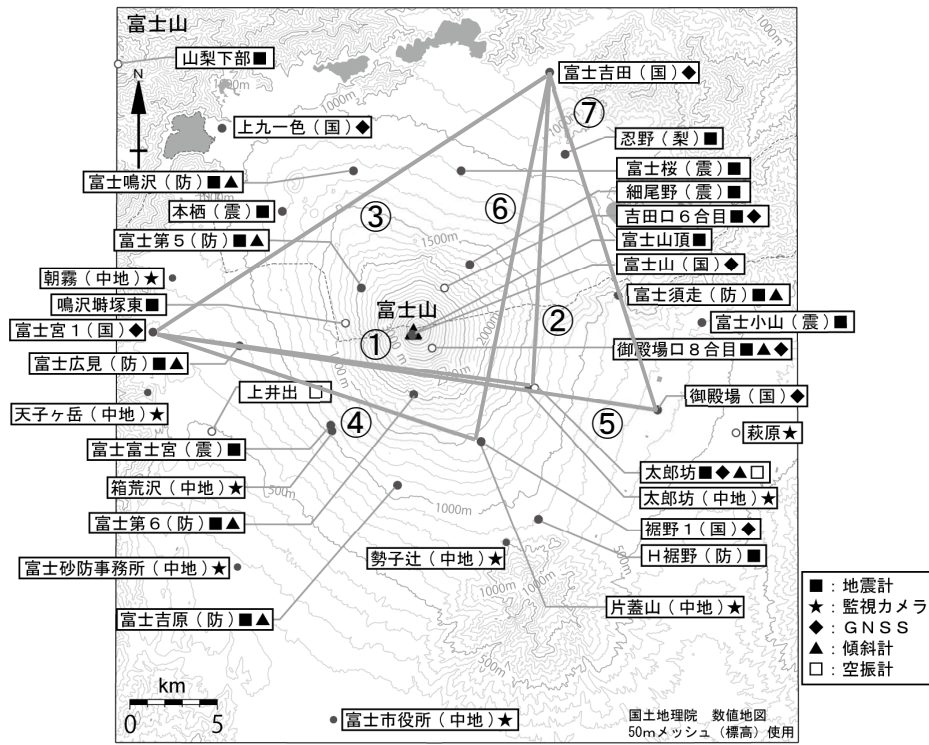 富士山
山梨下部■
N
富士吉田(国)◆
1000m
1000m
1000m
上九一色(国)◆
⑦
忍野(梨)■
富士鳴沢(防)■▲
富士桜(震)■
細尾野(震)■
本栖(震)■
③
⑥
吉田口6合目■◆
富士第5(防)■▲
1500m
富士山頂■
富士山(国)◆
朝霧(中地)★
富士須走(防)■▲
鳴沢塒塚東■
富士山
2000m
富士小山(震)■
富士宮1(国)◆
①
②
御殿場口8合目■▲◆
富士広見(防)■▲
上井出 □
御殿場(国)◆
天子ヶ岳(中地)★
④
⑤
萩原★
富士富士宮(震)■
太郎坊■◆▲□
箱荒沢(中地)★
500m
太郎坊(中地)★
1000m
富士第6(防)■▲
裾野1(国)◆
勢子辻(中地)★
H裾野(防)■
富士砂防事務所(中地)★
500m
1000m
1000m
片蓋山(中地)★
富士吉原(防)■▲
500m
■:地震計
★:監視カメラ
◆:GNSS
▲:傾斜計
□:空振計
km
0 5
富士市役所(中地)★
国土地理院 数値地図
50mメッシュ(標高)使用